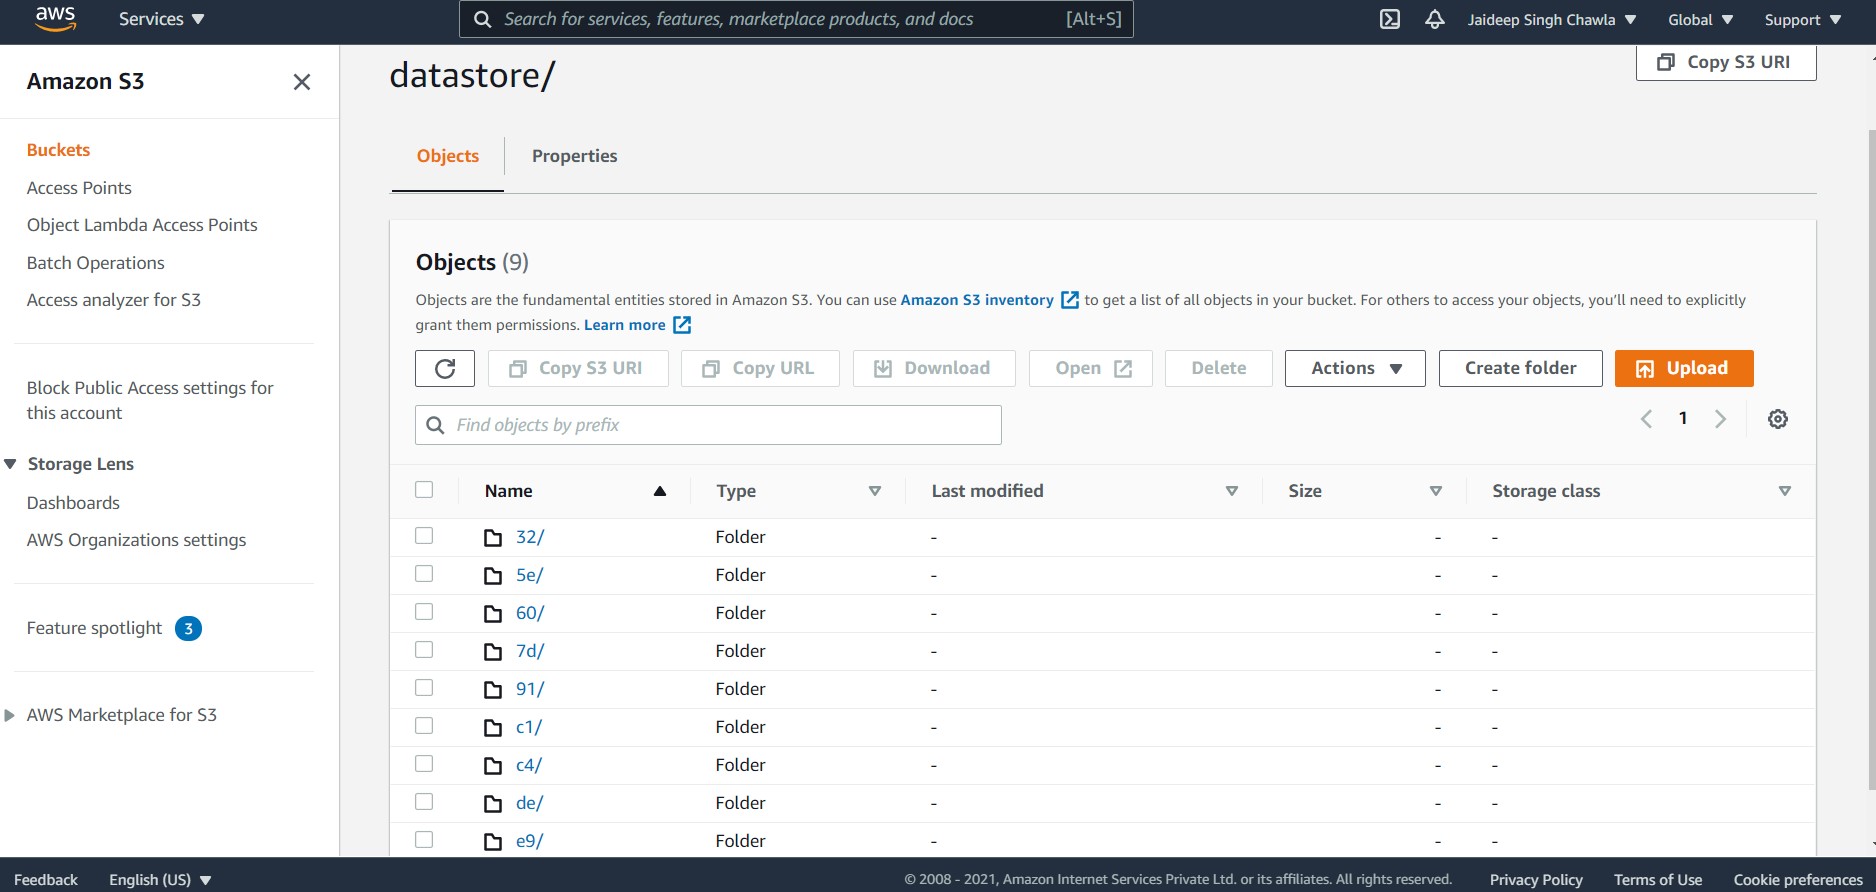 aws Services Search for services, features, marketplace products, and docs [Alt+S] Jaideep Singh Chawla Global Support
Amazon S3
Buckets
Access Points
Object Lambda Access Points
Batch Operations
Access analyzer for S3
Block Public Access settings for
this account
Storage Lens
Dashboards
AWS Organizations settings
Feature spotlight 3
AWS Marketplace for S3
datastore/
Copy S3 URI
Objects Properties
Objects (9)
Objects are the fundamental entities stored in Amazon S3. You can use Amazon S3 inventory to get a list of all objects in your bucket. For others to access your objects, you'll need to explicitly
grant them permissions. Learn more
Copy S3 URI Copy URL Download Open Delete Actions Create folder Upload
Find objects by prefix 1
Name Type Last modified Size Storage class
32/ Folder - - -
5e/ Folder - - -
60/ Folder - - -
7d/ Folder - - -
91/ Folder - - -
c1/ Folder - - -
c4/ Folder - - -
de/ Folder - - -
e9/ Folder - - -
Feedback English (US) © 2008 - 2021, Amazon Internet Services Private Ltd. or its affiliates. All rights reserved. Privacy Policy Terms of Use Cookie preferences